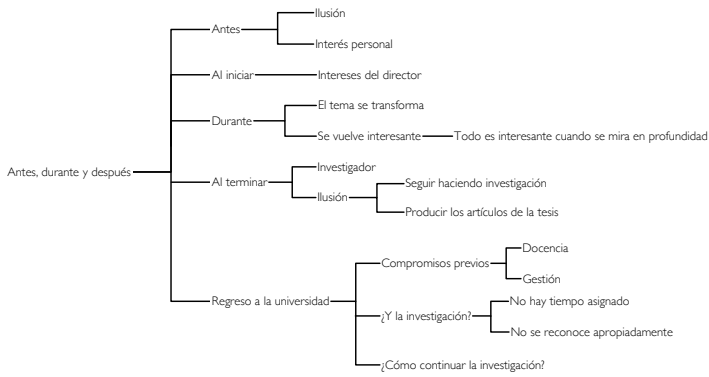 Antes, durante y después
Antes
Ilusión
Interés personal
Al iniciar
Intereses del director
Durante
El tema se transforma
Se vuelve interesante
Todo es interesante cuando se mira en profundidad
Al terminar
Investigador
Ilusión
Seguir haciendo investigación
Producir los artículos de la tesis
Regreso a la universidad
Compromisos previos
Docencia
Gestión
¿Y la investigación?
No hay tiempo asignado
No se reconoce apropiadamente
¿Cómo continuar la investigación?